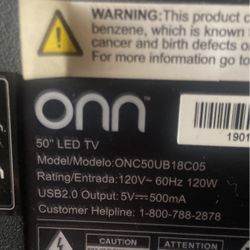 WARNING: This product
benzene, which is known
cancer and birth defects o
For more information go to
onn™
50" LED TV
Model/Modelo: ONC50UB18C05
Rating/Entrada: 120V~ 60Hz 120W
USB2.0 Output: 5V⎓500mA
Customer Helpline: 1-800-788-2878
1901
CAUTION
ATTENTION